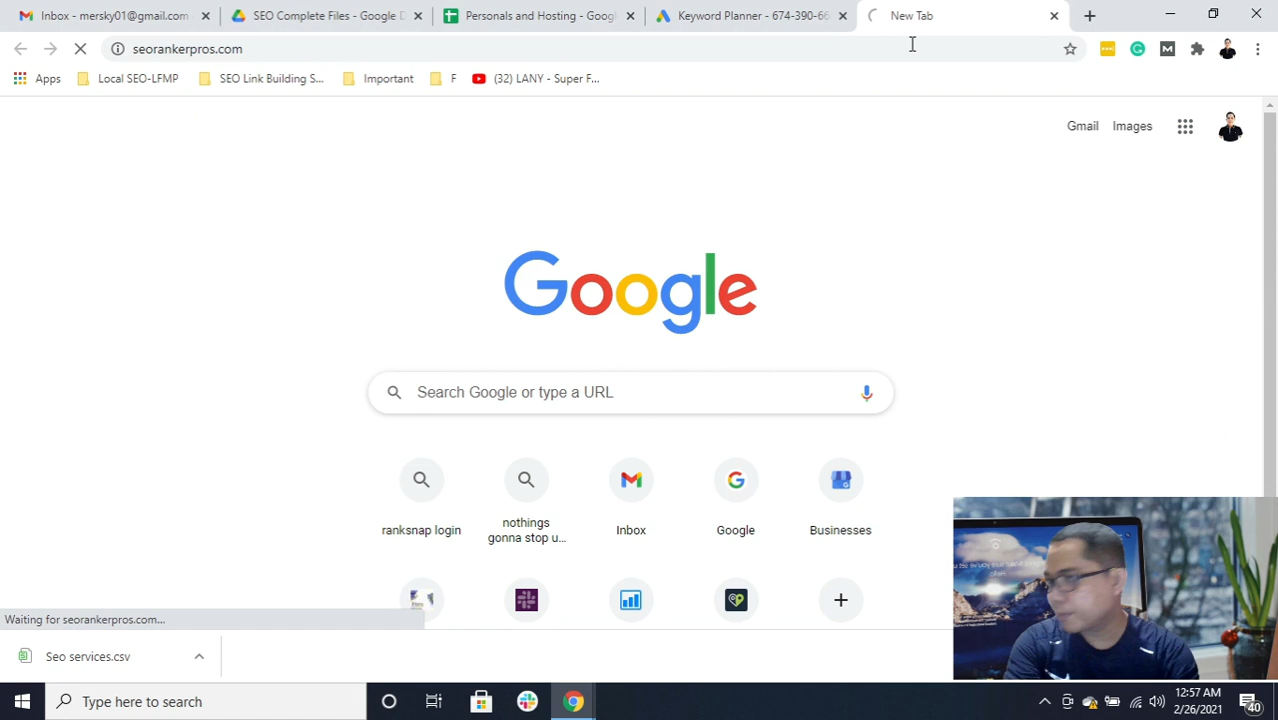 Inbox - mersky01@gmail.com
SEO Complete Files - Google D
Personals and Hosting - Goog
Keyword Planner - 674-390-66
New Tab
seorankerpros.com
Apps
Local SEO-LFMP
SEO Link Building S...
Important
F
(32) LANY - Super F...
Gmail
Images
Google
Search Google or type a URL
ranksnap login
nothings
gonna stop u...
Inbox
Google
Businesses
Waiting for seorankerpros.com...
Seo services.csv
Type here to search
12:57 AM
2/26/2021
40